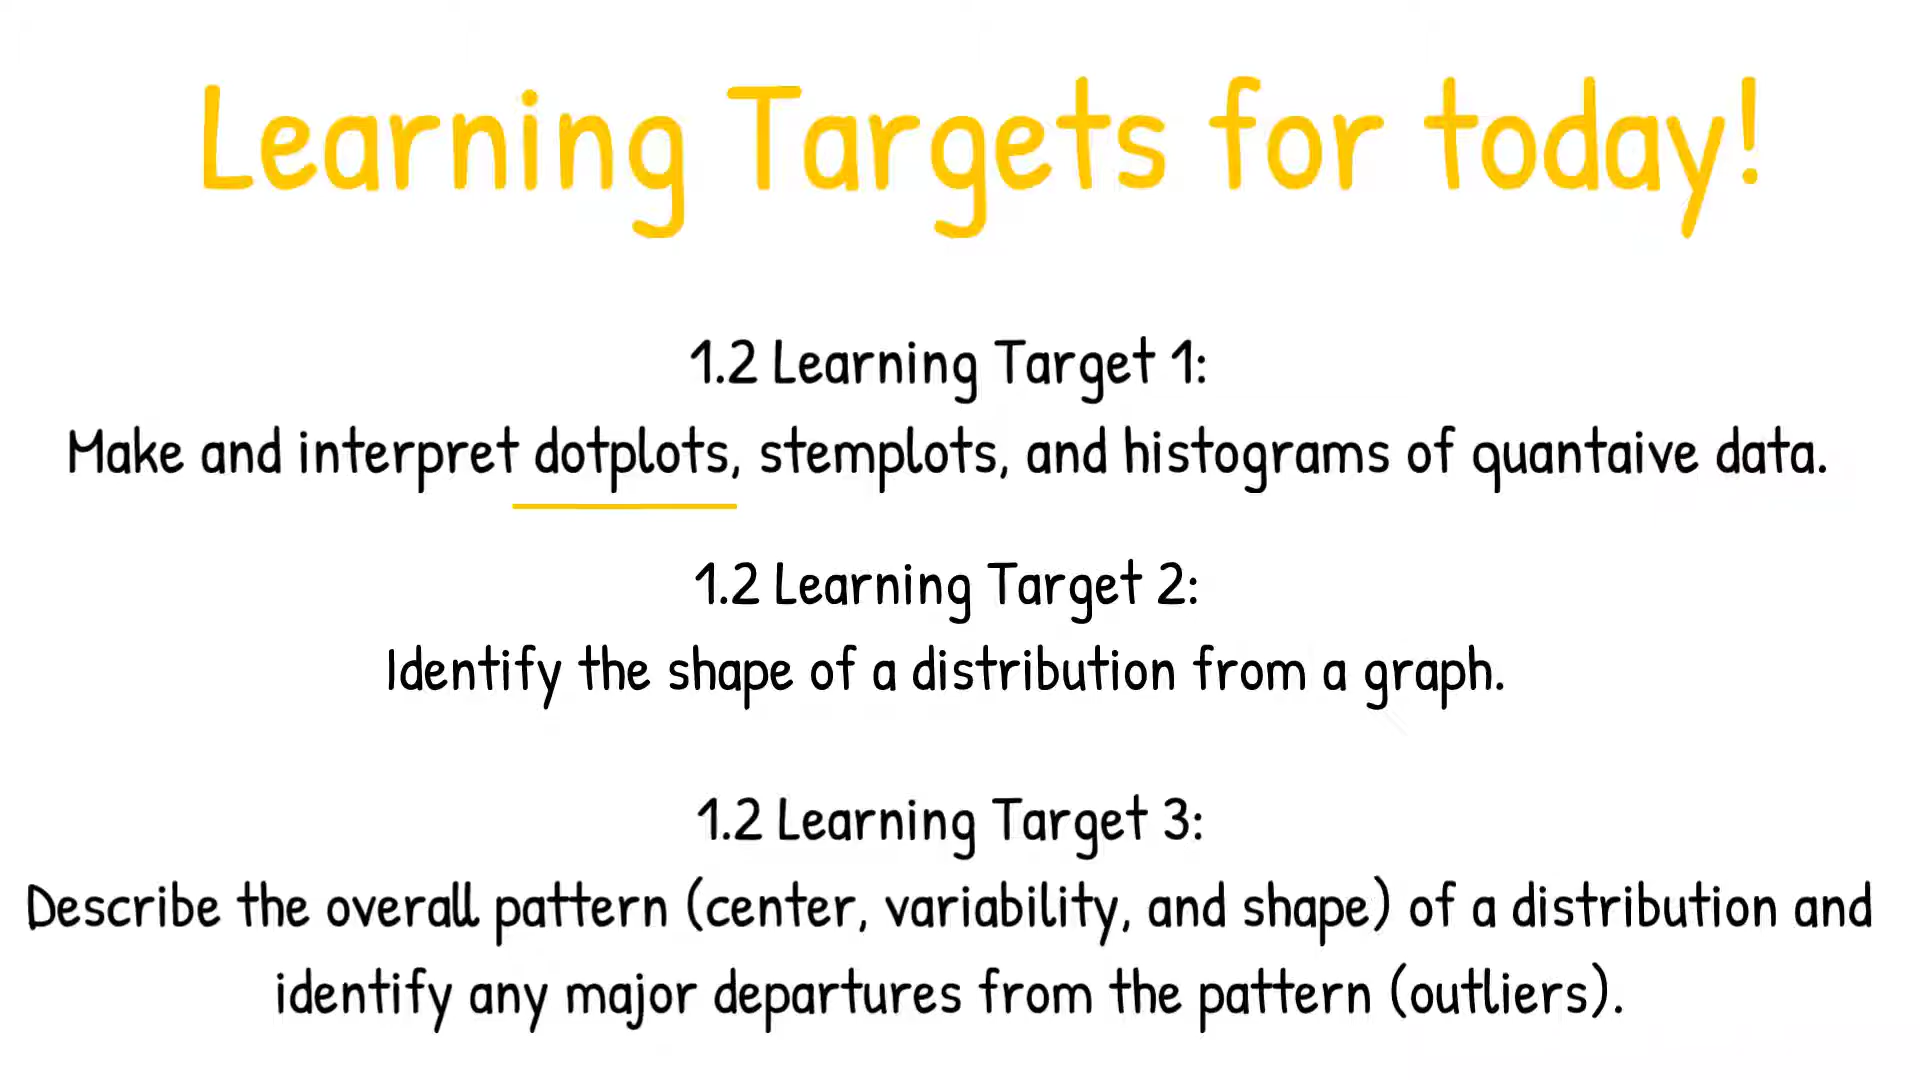 Learning Targets for today!
1.2 Learning Target 1:
Make and interpret dotplots, stemplots, and histograms of quantaive data.
1.2 Learning Target 2:
Identify the shape of a distribution from a graph.
1.2 Learning Target 3:
Describe the overall pattern (center, variability, and shape) of a distribution and
identify any major departures from the pattern (outliers).